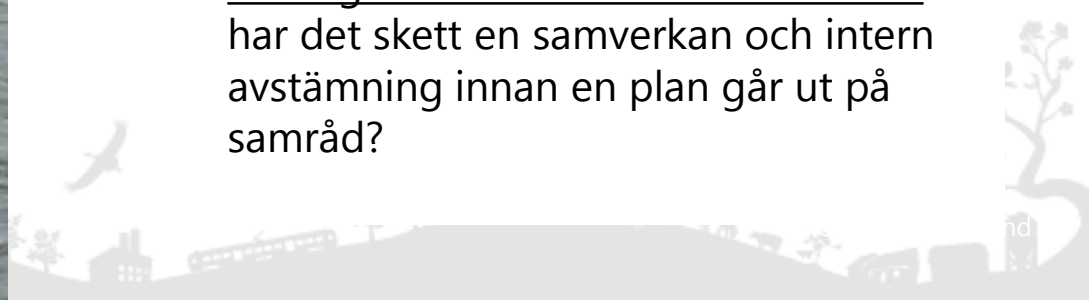 har det skett en samverkan och intern
avstämning innan en plan går ut på
samråd?